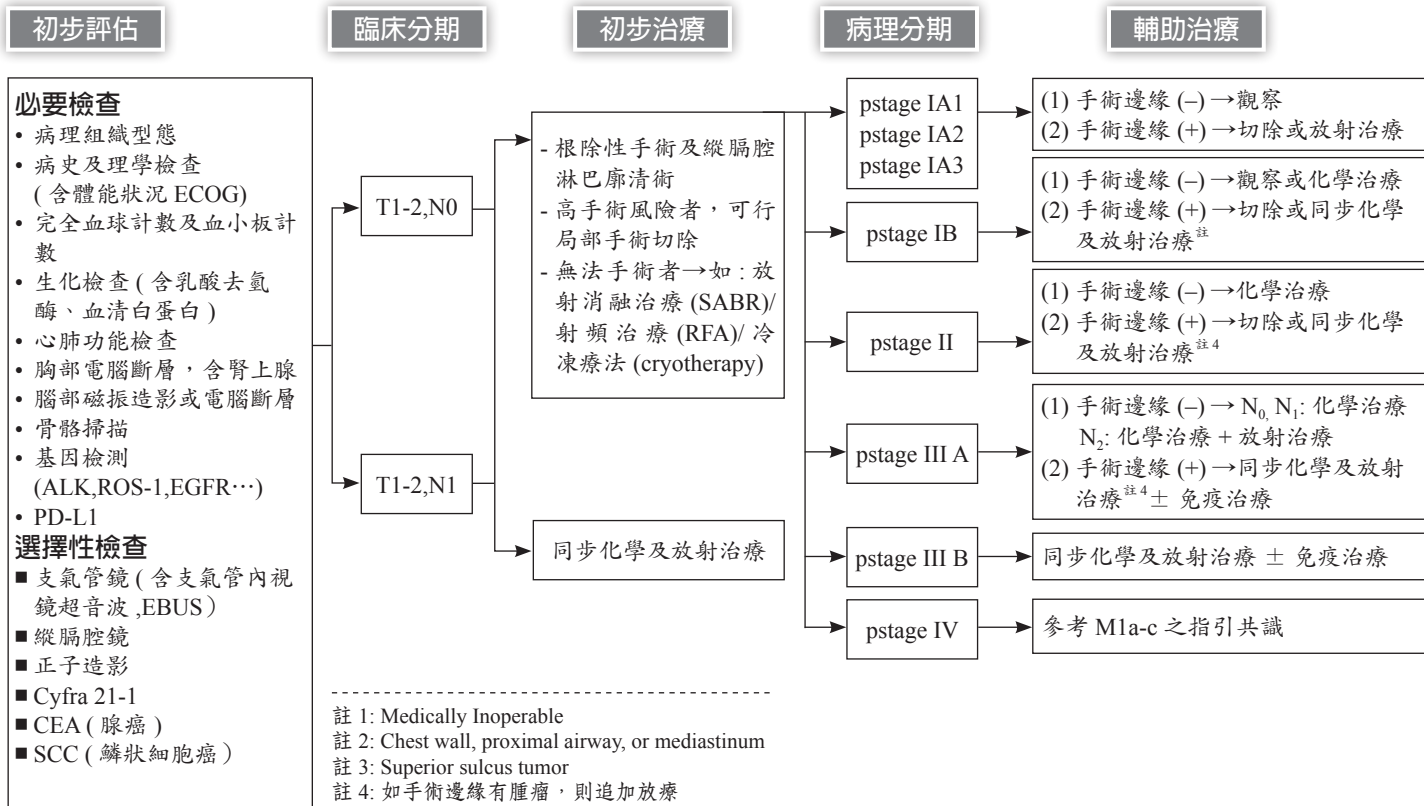 初步評估
臨床分期
初步治療
病理分期
輔助治療
必要檢查
• 病理組織型態
• 病史及理學檢查
( 含體能狀況 ECOG)
• 完全血球計數及血小板計
數
• 生化檢查 ( 含乳酸去氫
酶、血清白蛋白 )
• 心肺功能檢查
• 胸部電腦斷層，含腎上腺
• 腦部磁振造影或電腦斷層
• 骨骼掃描
• 基因檢測
(ALK,ROS-1,EGFR⋯)
• PD-L1
選擇性檢查
■ 支氣管鏡 ( 含支氣管內視
鏡超音波 ,EBUS）
■ 縱膈腔鏡
■ 正子造影
■ Cyfra 21-1
■ CEA ( 腺癌 )
■ SCC ( 鱗狀細胞癌）
T1-2,N0
T1-2,N1
- 根除性手術及縱膈腔
淋巴廓清術
- 高手術風險者，可行
局部手術切除
- 無法手術者→如 : 放
射消融治療 (SABR)/
射頻治療 (RFA)/ 冷
凍療法 (cryotherapy)
同步化學及放射治療
pstage IA1
pstage IA2
pstage IA3
pstage IB
pstage II
pstage III A
pstage III B
pstage IV
(1) 手術邊緣 (–) →觀察
(2) 手術邊緣 (+) →切除或放射治療
(1) 手術邊緣 (–) →觀察或化學治療
(2) 手術邊緣 (+) →切除或同步化學
及放射治療註
(1) 手術邊緣 (–) →化學治療
(2) 手術邊緣 (+) →切除或同步化學
及放射治療註 4
(1) 手術邊緣 (–) → N0, N1: 化學治療
N2: 化學治療 + 放射治療
(2) 手術邊緣 (+) →同步化學及放射
治療註 4 ± 免疫治療
同步化學及放射治療 ± 免疫治療
參考 M1a-c 之指引共識
註 1: Medically Inoperable
註 2: Chest wall, proximal airway, or mediastinum
註 3: Superior sulcus tumor
註 4: 如手術邊緣有腫瘤，則追加放療